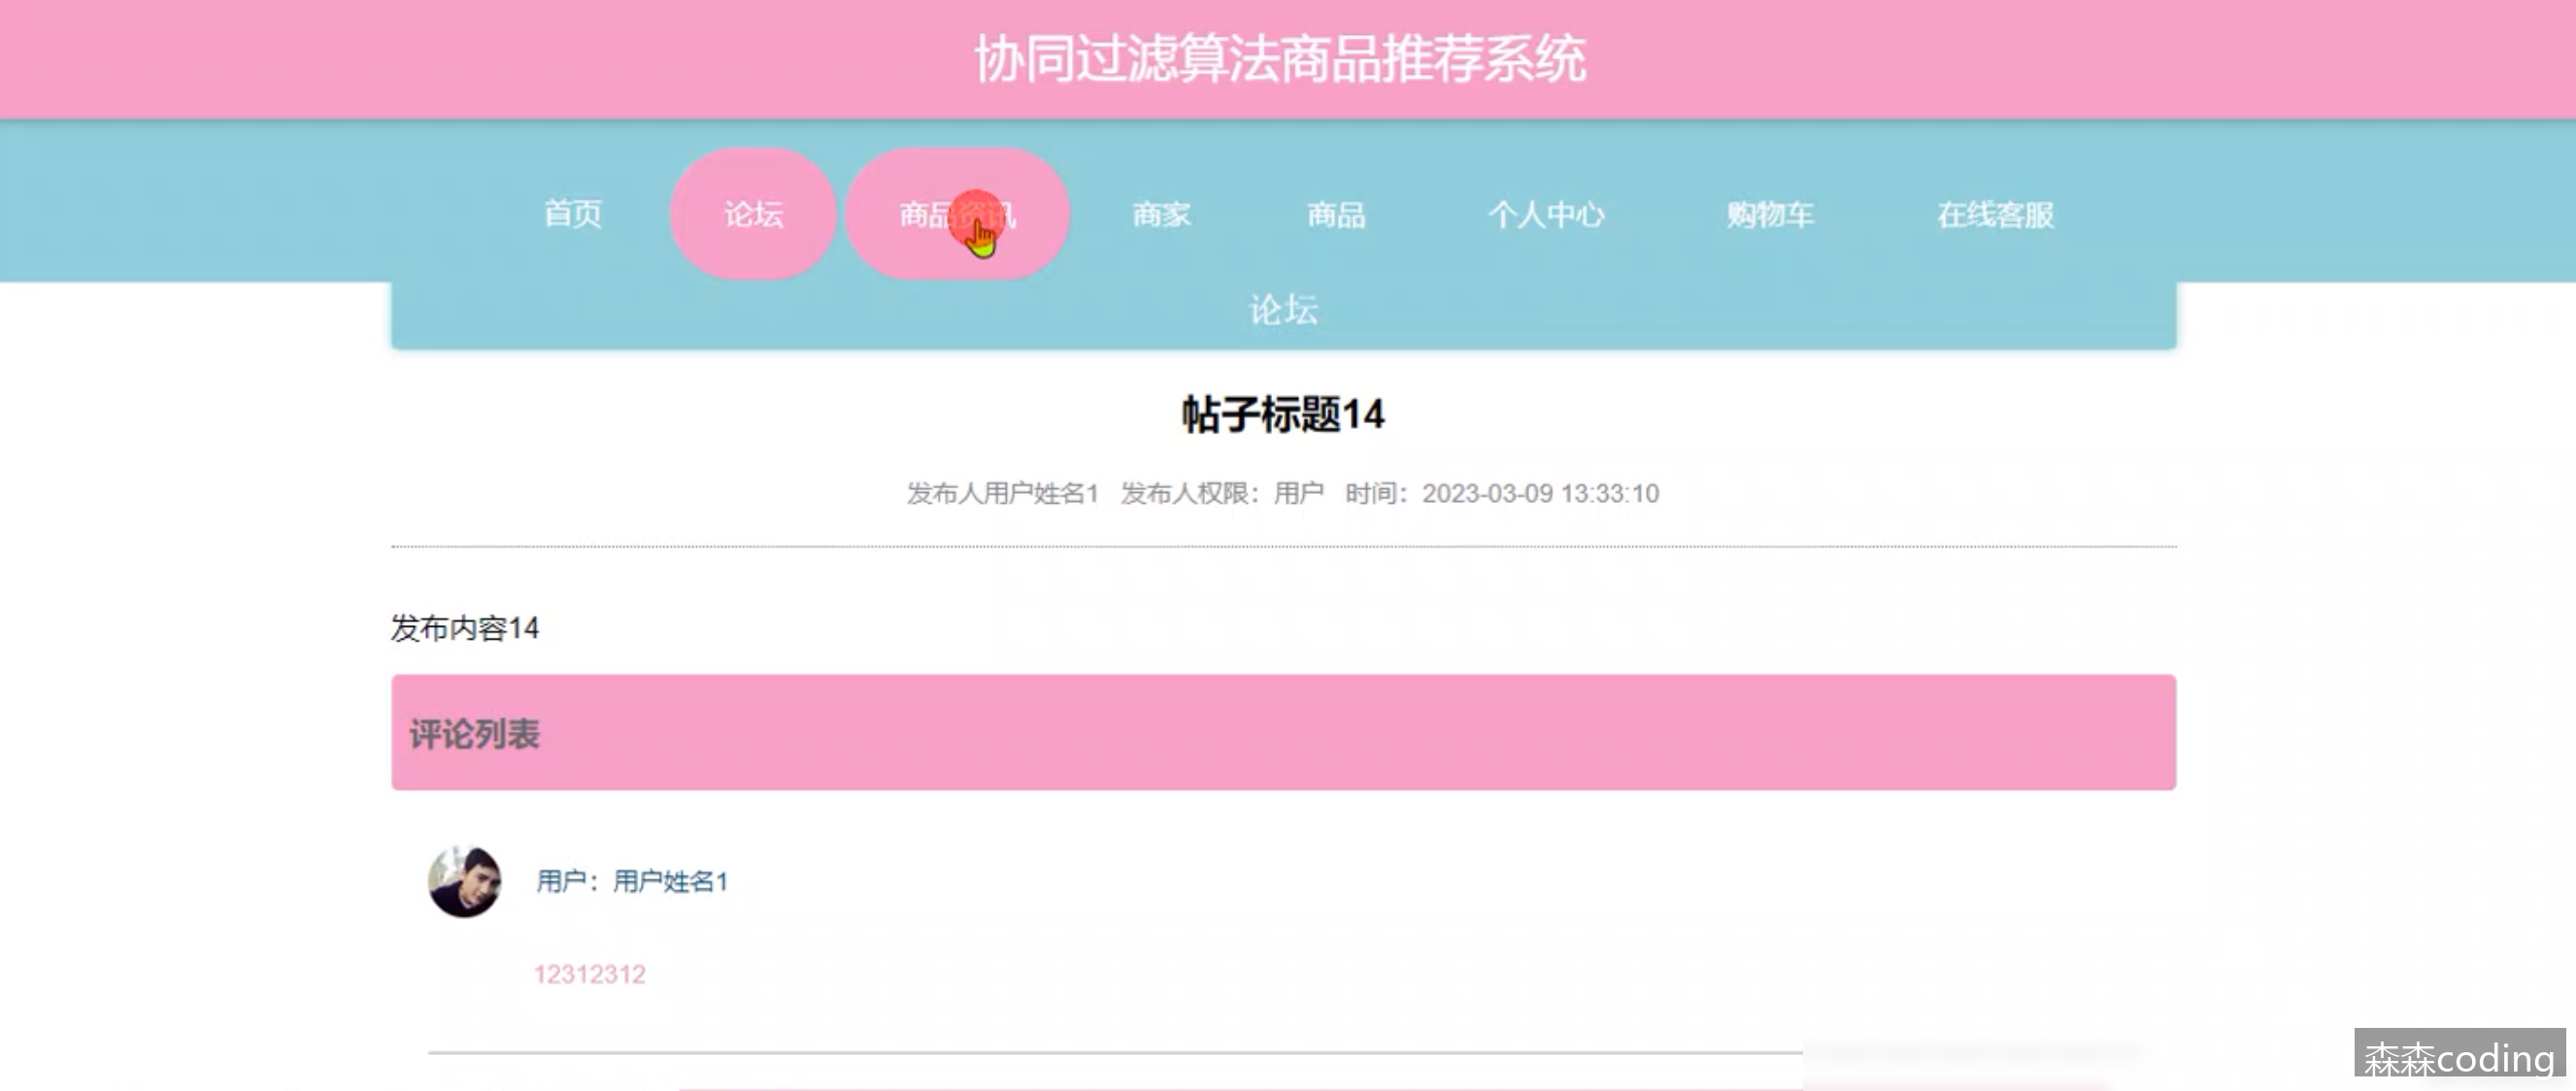 协同过滤算法商品推荐系统
首页 论坛 商品资讯 商家 商品 个人中心 购物车 在线客服
论坛
帖子标题14
发布人用户姓名1 发布人权限：用户 时间：2023-03-09 13:33:10
发布内容14
评论列表
用户：用户姓名1
12312312
森森coding